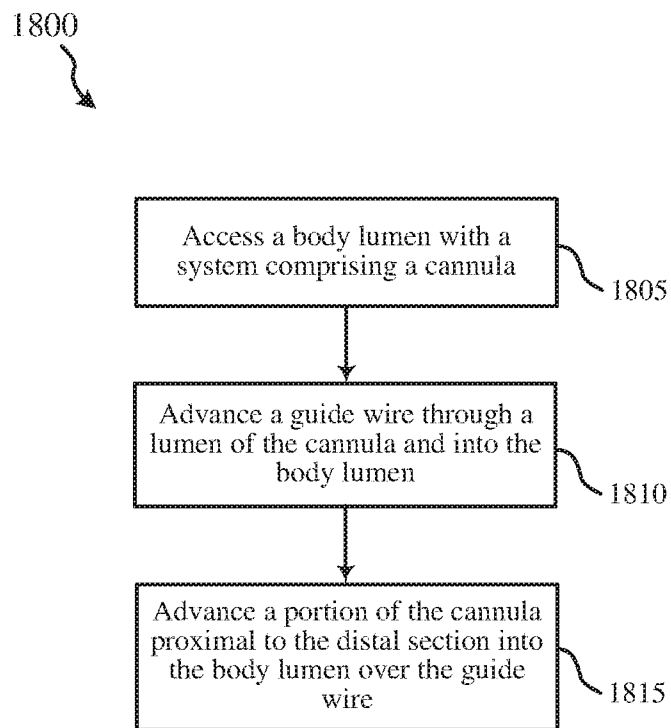 1800
Access a body lumen with a
system comprising a cannula
1805
Advance a guide wire through a
lumen of the cannula and into the
body lumen
1810
Advance a portion of the cannula
proximal to the distal section into
the body lumen over the guide
wire
1815